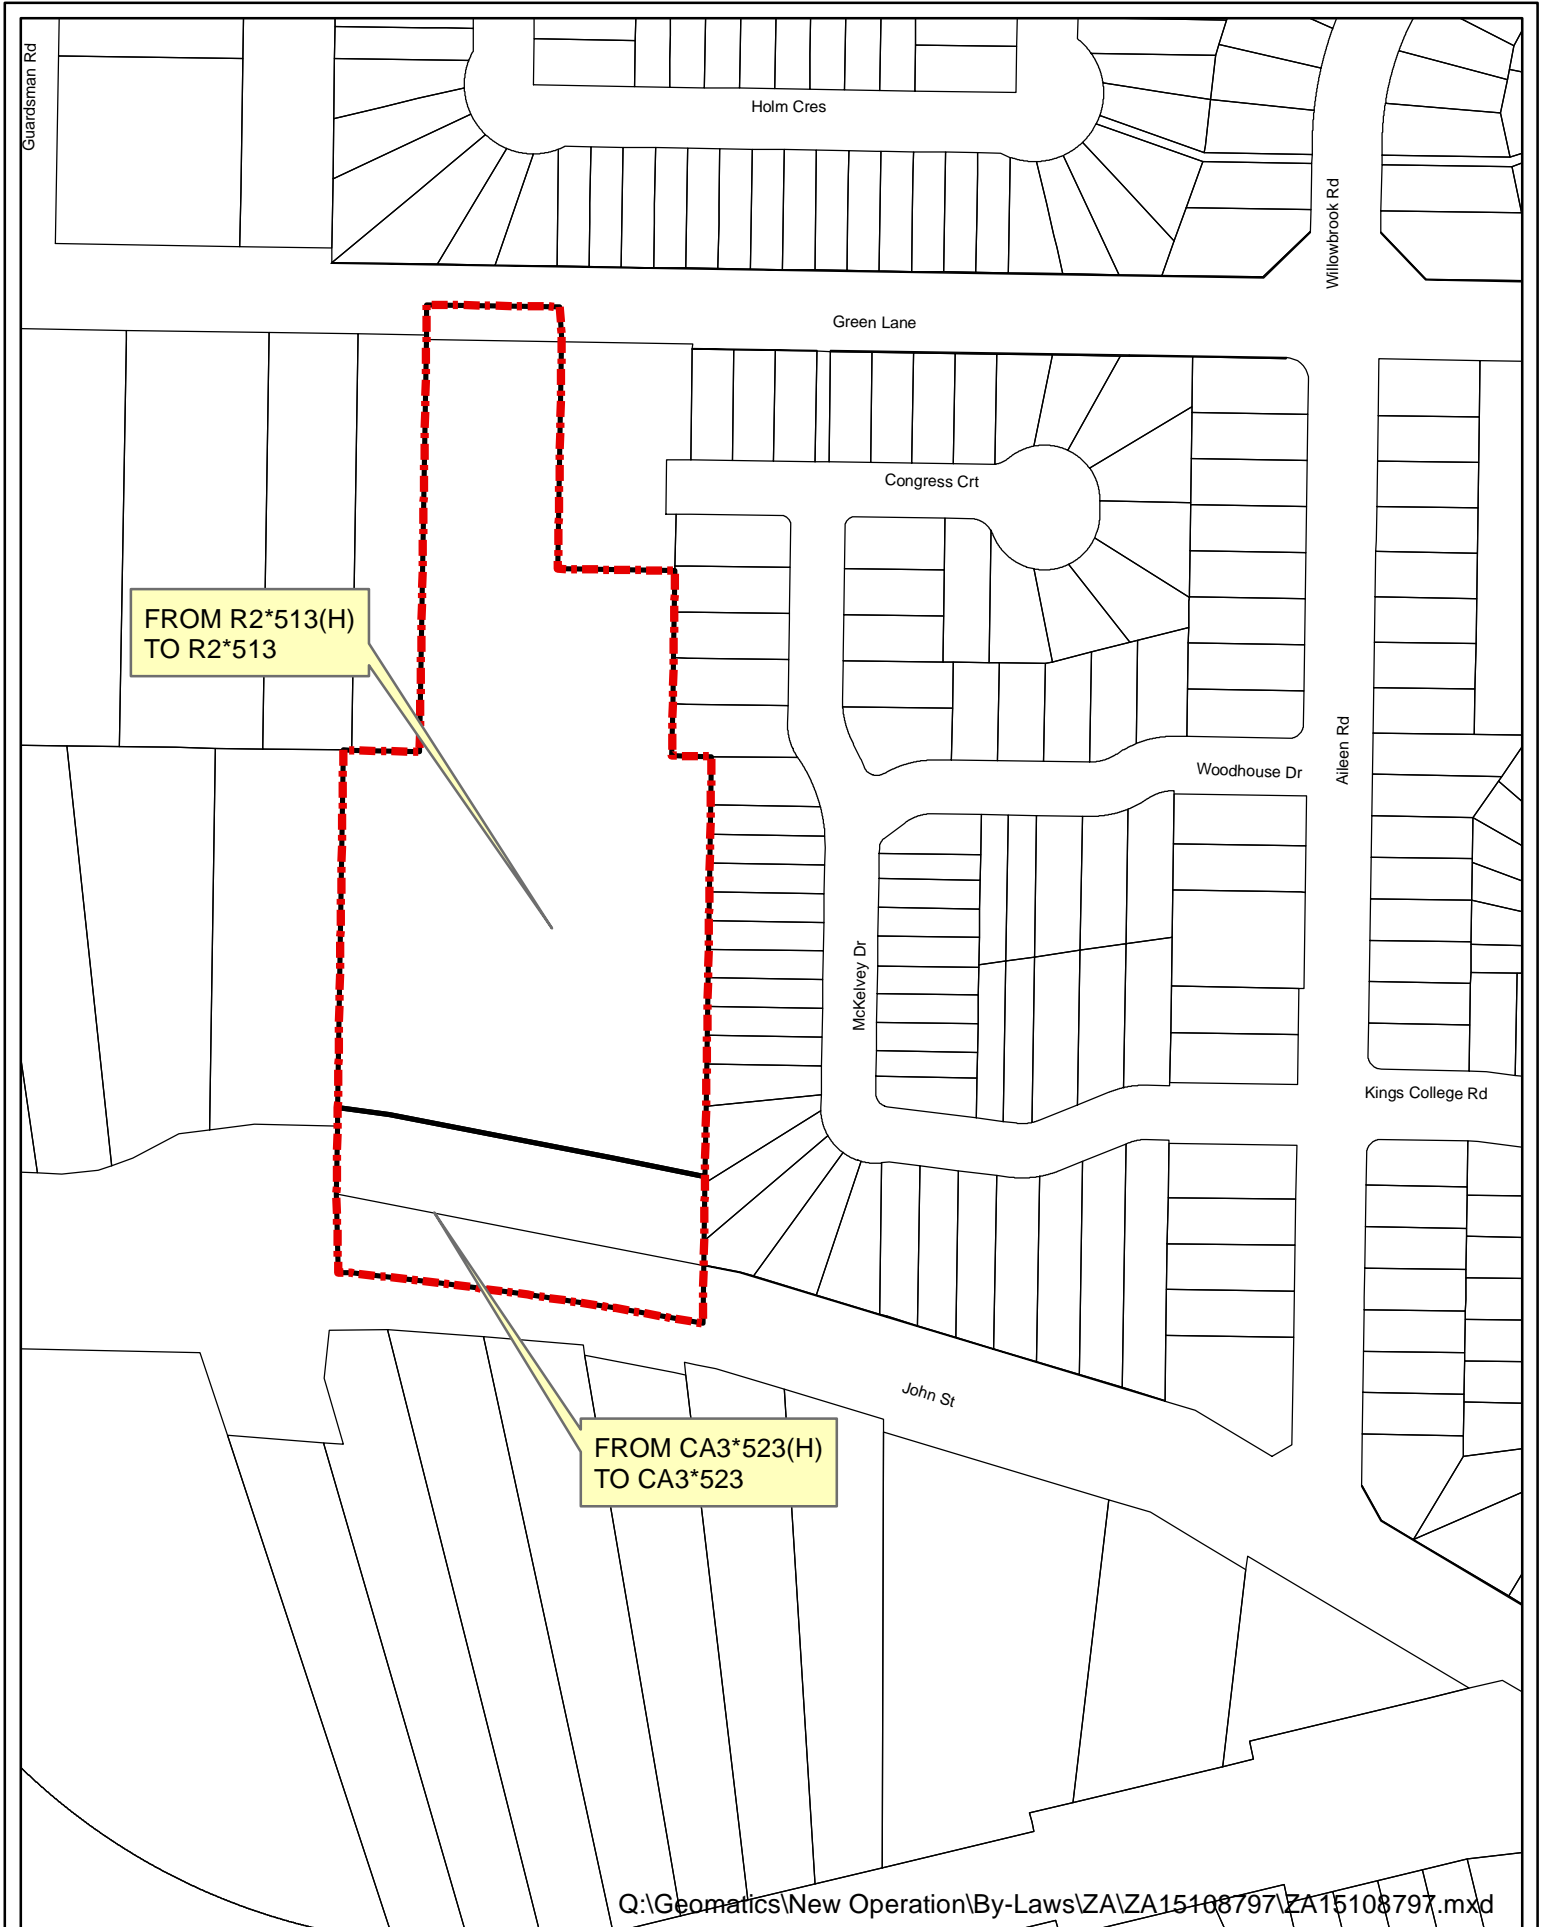 Guardsman Rd
Holm Cres
Willowbrook Rd
Green Lane
Congress Crt
FROM R2*513(H)
TO R2*513
Woodhouse Dr
Aileen Rd
McKelvey Dr
Kings College Rd
John St
FROM CA3*523(H)
TO CA3*523
Q:\Geomatics\New Operation\By-Laws\ZA\ZA15108797\ZA15108797.mxd